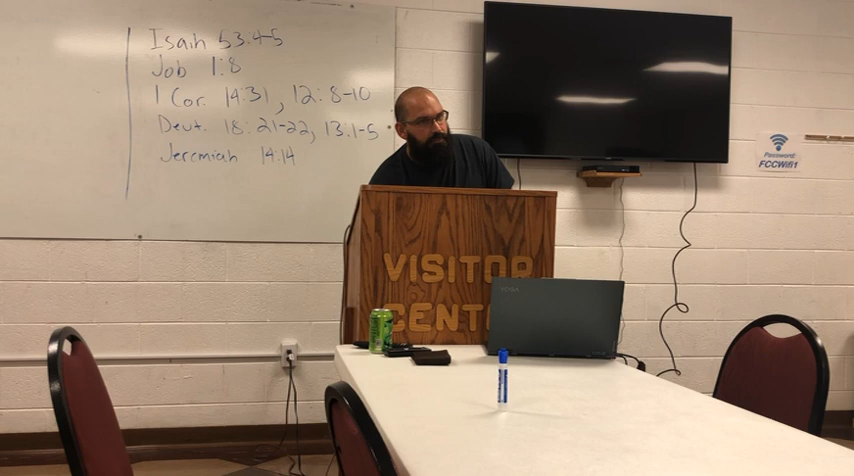 Isaih 53:4-5
Job 1:8
1 Cor. 14:31, 12:8-10
Deut. 18:21-22, 13:1-5
Jeremiah 14:14
Password:
FCCWifi1
VISITOR
CENT
YOGA